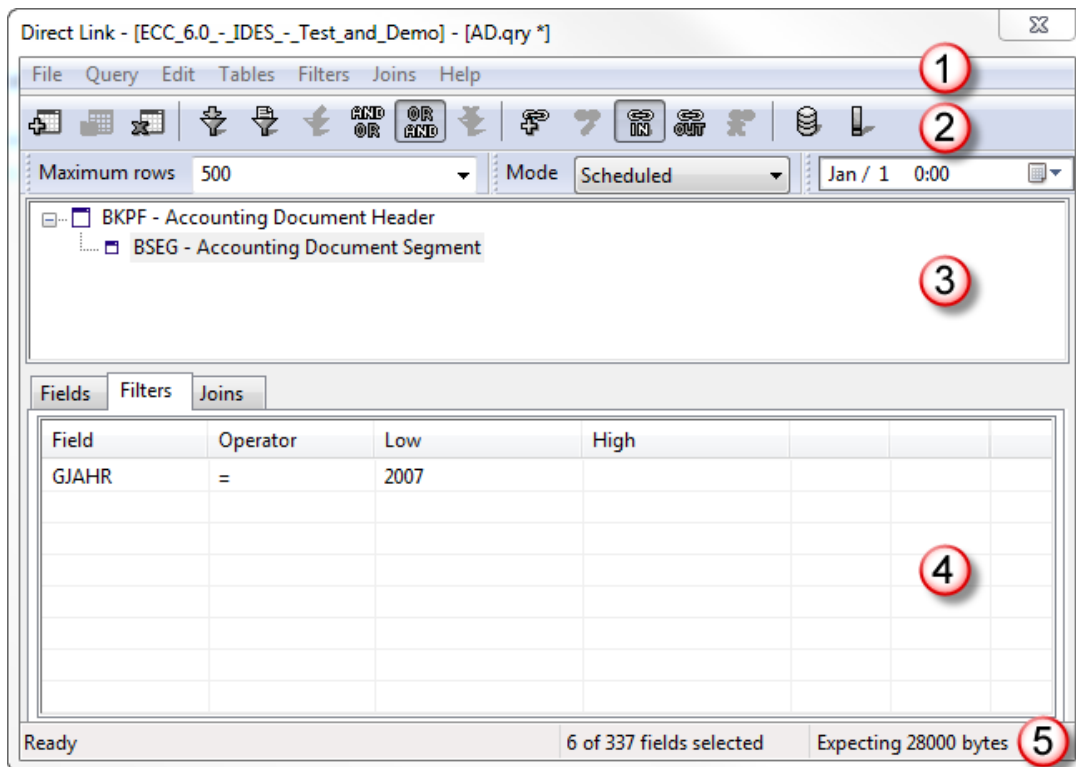 Direct Link - [ECC_6.0_-_IDES_-_Test_and_Demo] - [AD.qry *]
File Query Edit Tables Filters Joins Help
1
AND OR
OR AND
IN
OUT
2
Maximum rows 500 Mode Scheduled Jan / 1 0:00
BKPF - Accounting Document Header
BSEG - Accounting Document Segment
3
Fields Filters Joins
Field Operator Low High
GJAHR = 2007
4
Ready 6 of 337 fields selected Expecting 28000 bytes 5